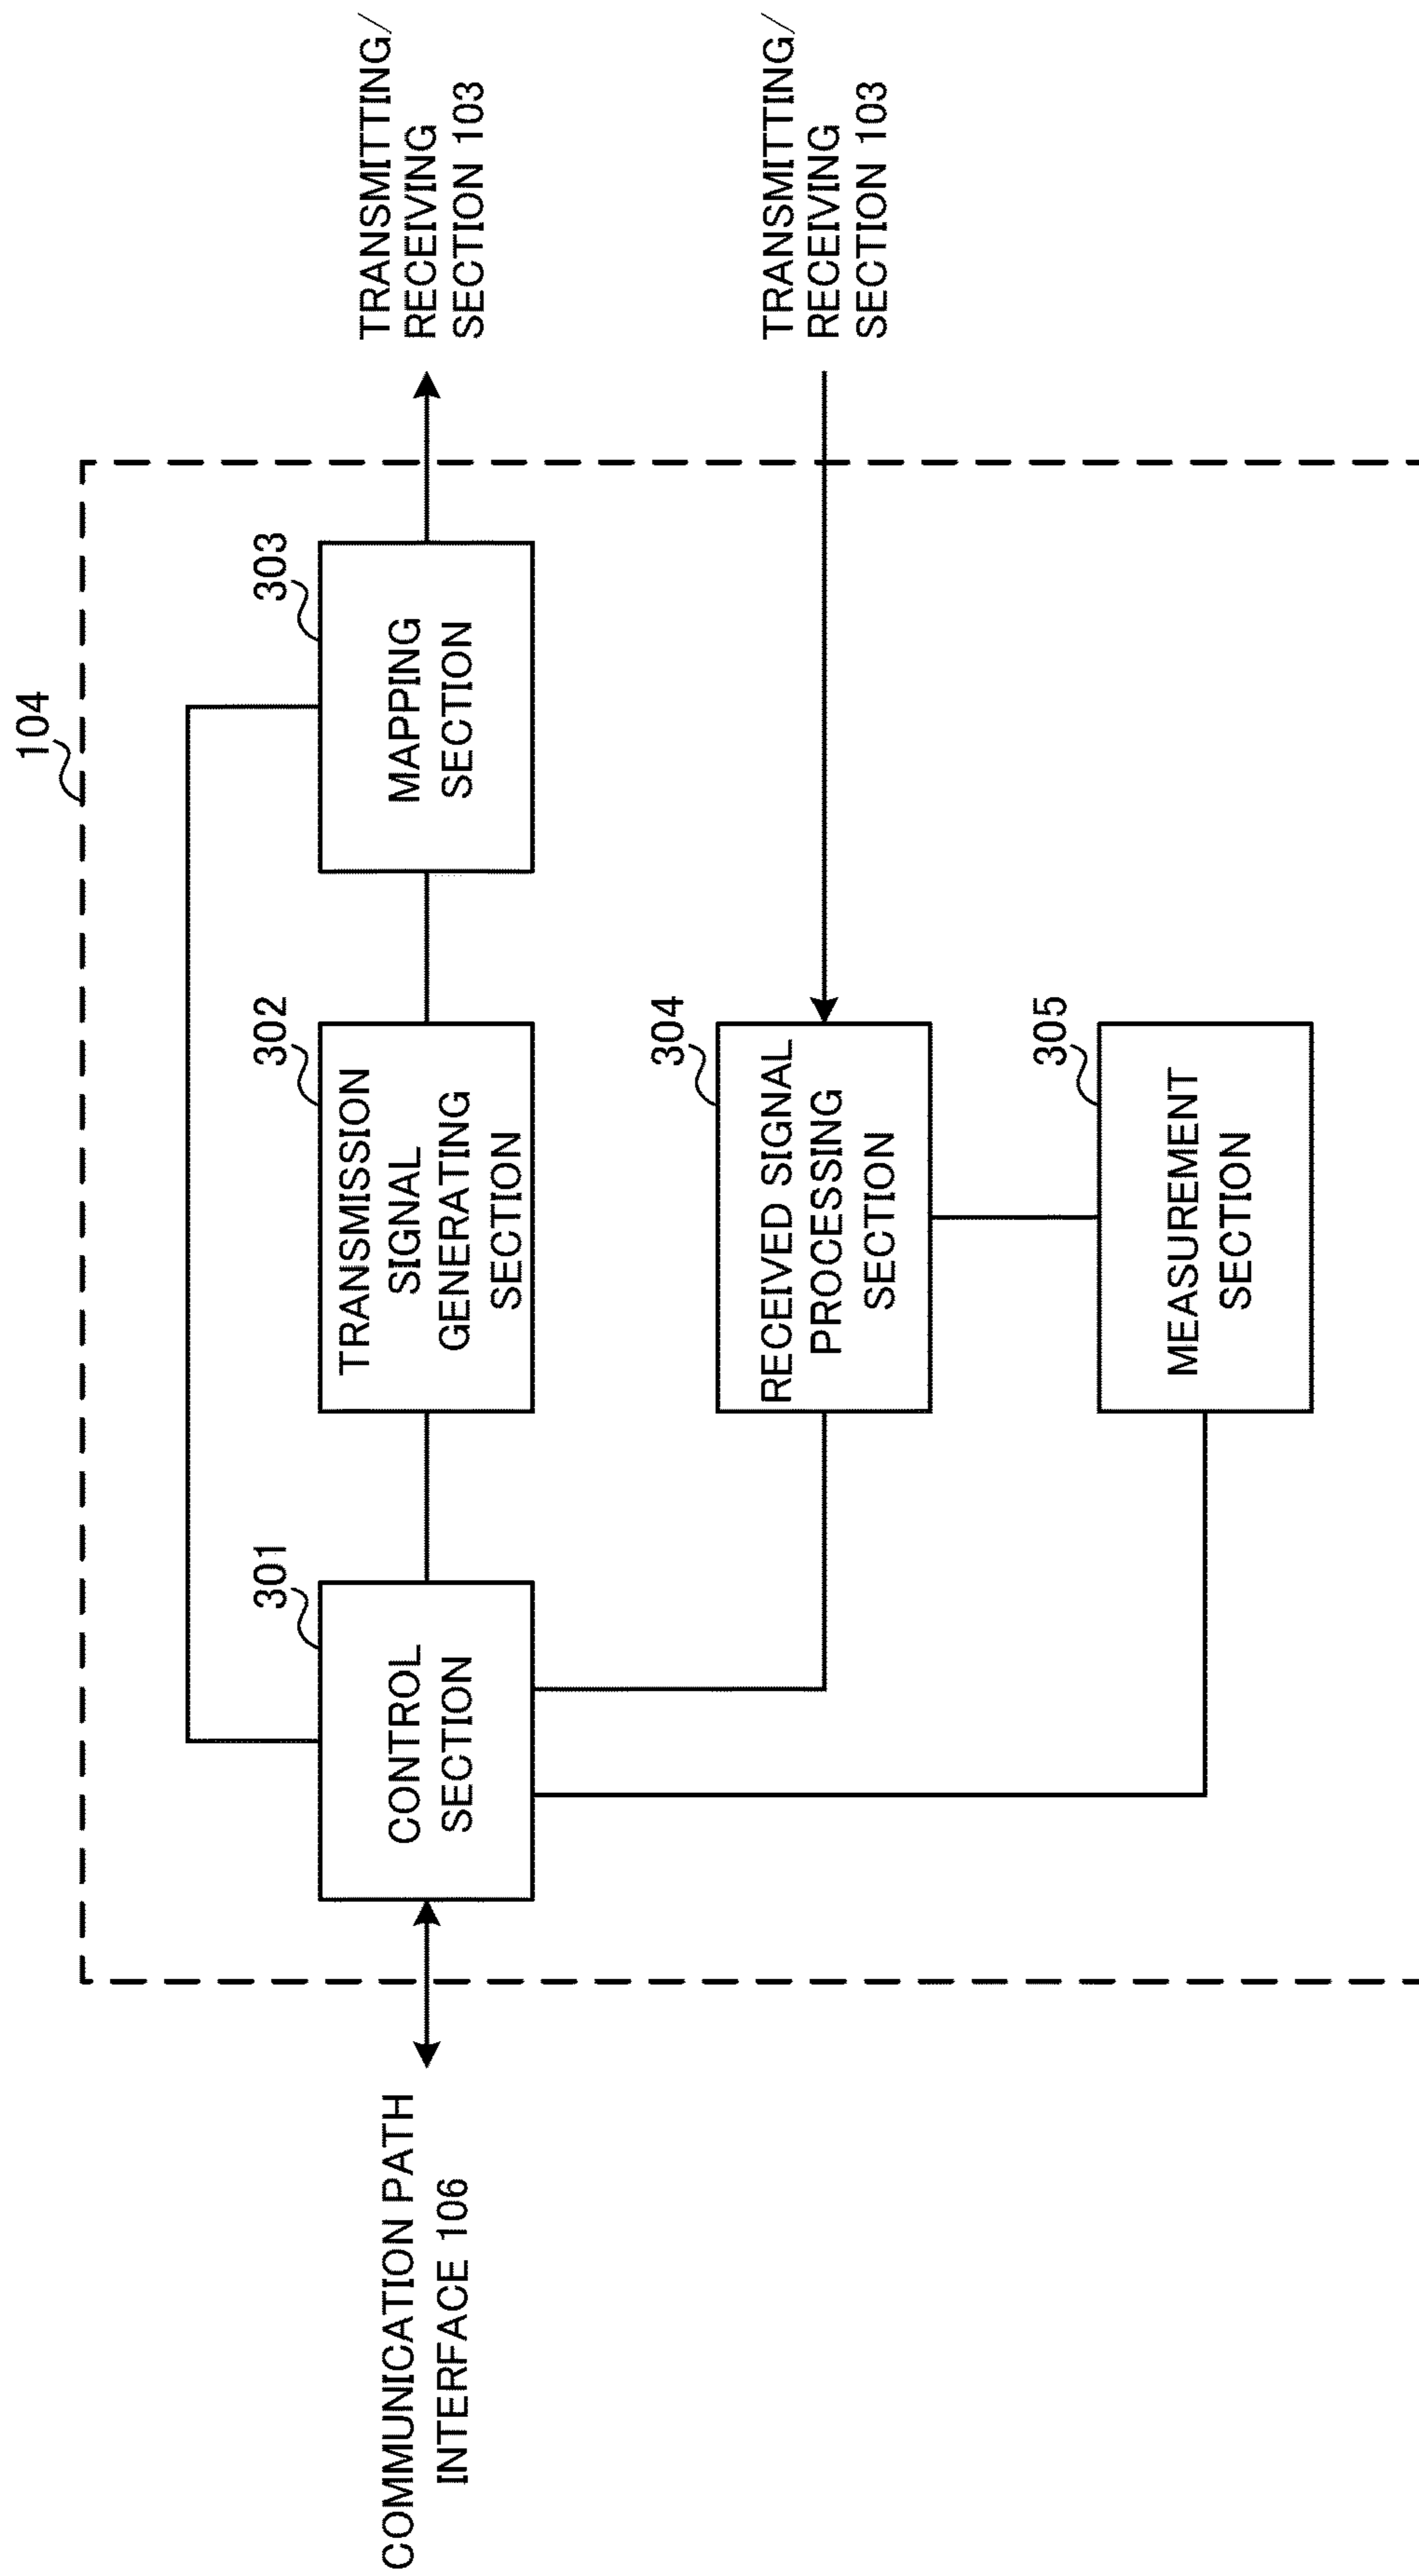 104
COMMUNICATION PATH
INTERFACE 106
301
CONTROL
SECTION
302
TRANSMISSION
SIGNAL
GENERATING
SECTION
303
MAPPING
SECTION
TRANSMITTING/
RECEIVING
SECTION 103
304
RECEIVED SIGNAL
PROCESSING
SECTION
TRANSMITTING/
RECEIVING
SECTION 103
305
MEASUREMENT
SECTION